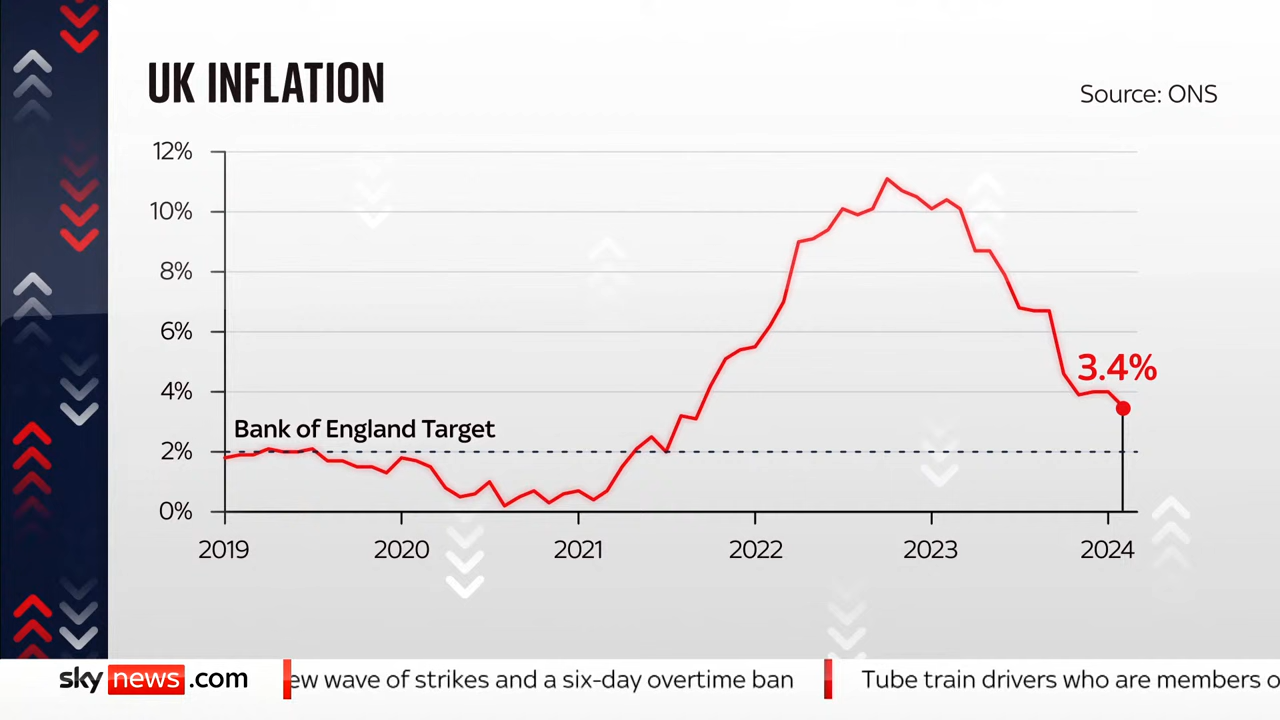 UK INFLATION
Source: ONS
12%
10%
8%
6%
4%
2%
0%
3.4%
Bank of England Target
2019 2020 2021 2022 2023 2024
sky news .com
ew wave of strikes and a six-day overtime ban
Tube train drivers who are members o